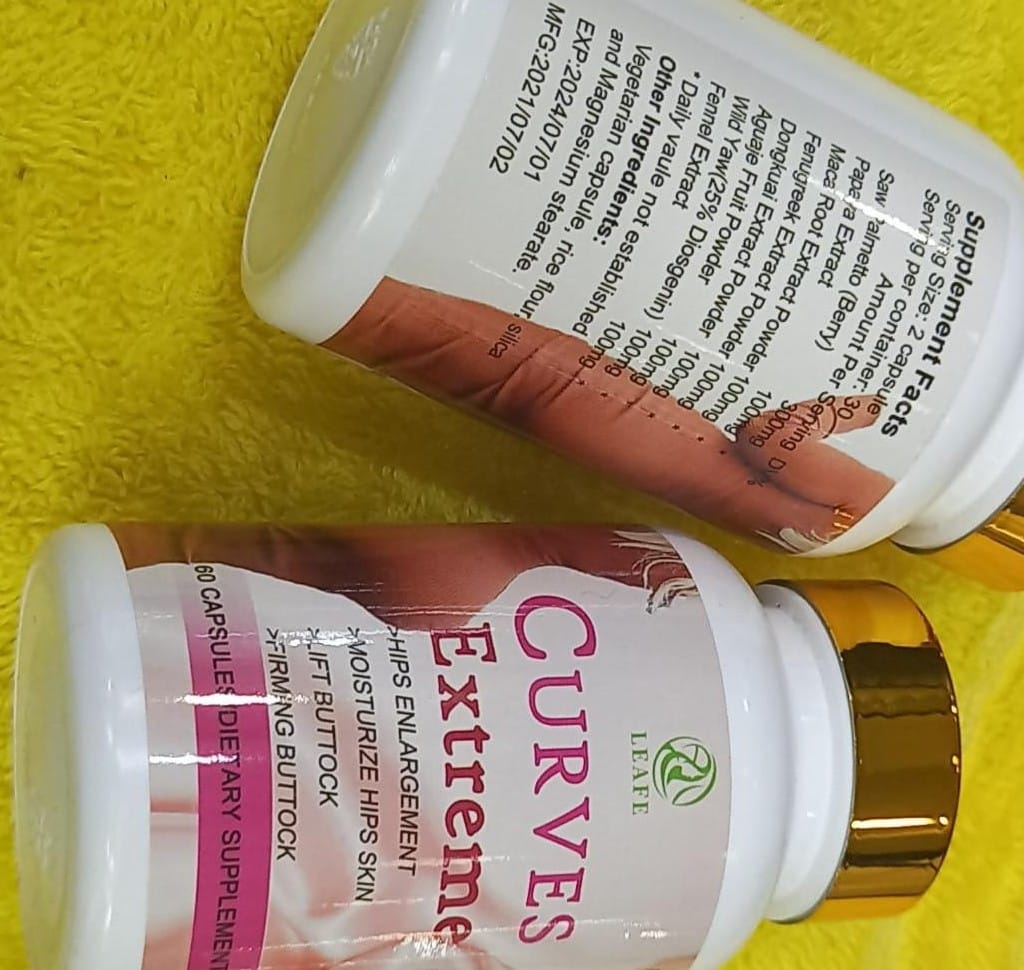 Supplement Facts
Serving Size: 2 capsule
Serving per container: 30
Amount Per Serving DV%
Saw Palmetto (Berry) 300mg
Papara Extract 100mg
Maca Root Extract
Fenugreek Extract Powder 100mg
Dongkuai Extract Powder 100mg *
Aguaje Fruit Powder 100mg *
Wild Yaw(25% Diosgenin) 100mg *
Fennel Extract 100mg *
* Daily vaule not established
Other Ingredients:
Vegetarian capsule, rice flour, silica
and Magnesium stearate.
EXP:2024/07/01
MFG:2021/07/02
LEAFE
CURVES
Extreme
>HIPS ENLARGEMENT
>MOISTURIZE HIPS SKIN
>LIFT BUTTOCK
>FIRMING BUTTOCK
60 CAPSULES DIETARY SUPPLEMENT